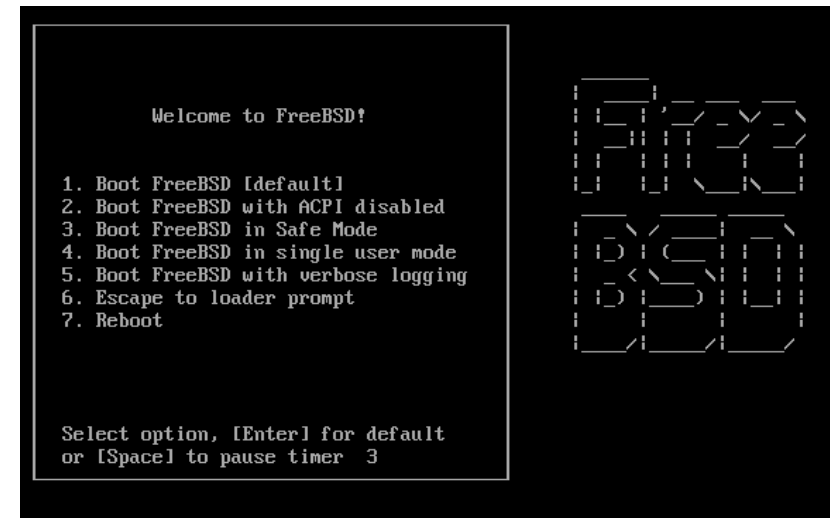 Welcome to FreeBSD!
1. Boot FreeBSD [default]
2. Boot FreeBSD with ACPI disabled
3. Boot FreeBSD in Safe Mode
4. Boot FreeBSD in single user mode
5. Boot FreeBSD with verbose logging
6. Escape to loader prompt
7. Reboot
Select option, [Enter] for default
or [Space] to pause timer 3
Free
BSD